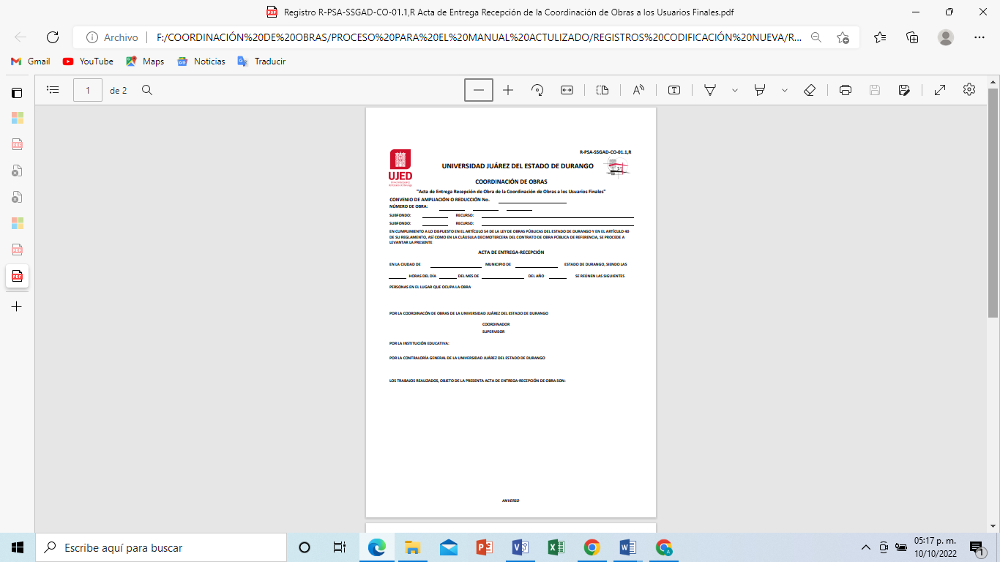 Registro R-PSA-SSGAD-CO-01.1,R Acta de Entrega Recepción de la Coordinación de Obras a los Usuarios Finales.pdf
Archivo F:/COORDINACIÓN%20DE%20OBRAS/PROCESO%20PARA%20EL%20MANUAL%20ACTULIZADO/REGISTROS%20CODIFICACIÓN%20NUEVA/R...
Gmail YouTube Maps Noticias Traducir
1 de 2
R-PSA-SSGAD-CO-01.1,R
UJED
UNIVERSIDAD JUÁREZ DEL ESTADO DE DURANGO
COORDINACIÓN DE OBRAS
"Acta de Entrega Recepción de Obra de la Coordinación de Obras a los Usuarios Finales"
CONVENIO DE AMPLIACIÓN O REDUCCIÓN No.
NÚMERO DE OBRA:
SUBFONDO: RECURSO:
SUBFONDO: RECURSO:
EN CUMPLIMIENTO A LO DISPUESTO EN EL ARTÍCULO 54 DE LA LEY DE OBRAS PÚBLICAS DEL ESTADO DE DURANGO Y EN EL ARTÍCULO 40
DE SU REGLAMENTO, ASÍ COMO EN LA CLÁUSULA DECIMOTERCERA DEL CONTRATO DE OBRA PÚBLICA DE REFERENCIA, SE PROCEDE A
LEVANTAR LA PRESENTE
ACTA DE ENTREGA-RECEPCIÓN
EN LA CIUDAD DE MUNICIPIO DE ESTADO DE DURANGO, SIENDO LAS
HORAS DEL DÍA DEL MES DE DEL AÑO SE REÚNEN LAS SIGUIENTES
PERSONAS EN EL LUGAR QUE OCUPA LA OBRA
POR LA COORDINACÓN DE OBRAS DE LA UNIVERSIDAD JUÁREZ DEL ESTADO DE DURANGO
COORDINADOR
SUPERVISOR
POR LA INSTITUCIÓN EDUCATIVA:
POR LA CONTRALORÍA GENERAL DE LA UNIVERSIDAD JUÁREZ DEL ESTADO DE DURANGO
LOS TRABAJOS REALIZADOS, OBJETO DE LA PRESENTA ACTA DE ENTREGA-RECEPCIÓN DE OBRA SON:
ANVERSO
Escribe aquí para buscar
05:17 p. m.
10/10/2022
1